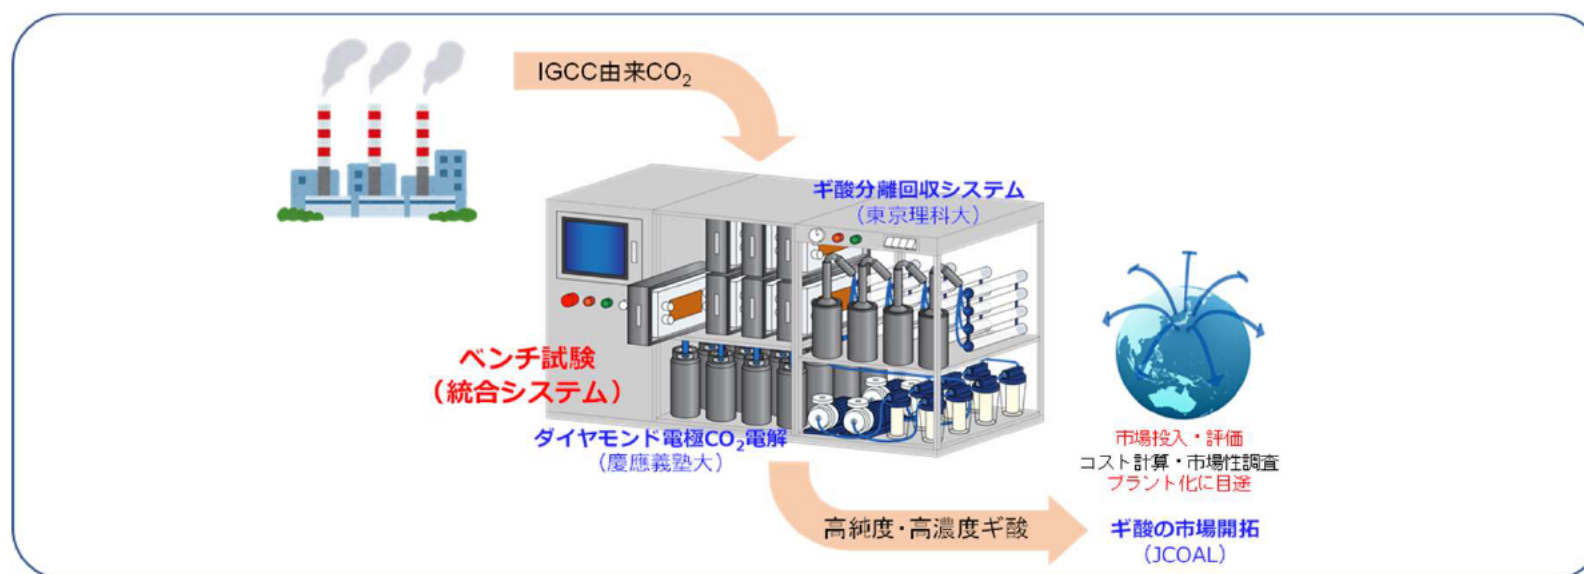 IGCC由来CO₂
ギ酸分離回収システム
（東京理科大）
ベンチ試験
（統合システム）
ダイヤモンド電極CO₂電解
（慶應義塾大）
市場投入・評価
コスト計算・市場性調査
プラント化に目途
高純度・高濃度ギ酸
ギ酸の市場開拓
（JCOAL）